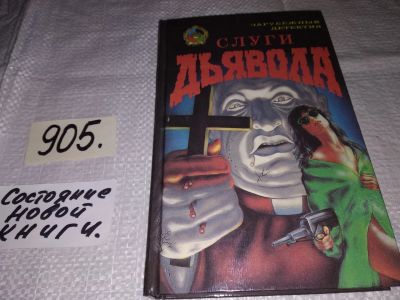 ЗАРУБЕЖНЫЙ
ДЕТЕКТИВ
СЛУГИ
ДЬЯВОЛА
905.
Состояние
Новой
книги.